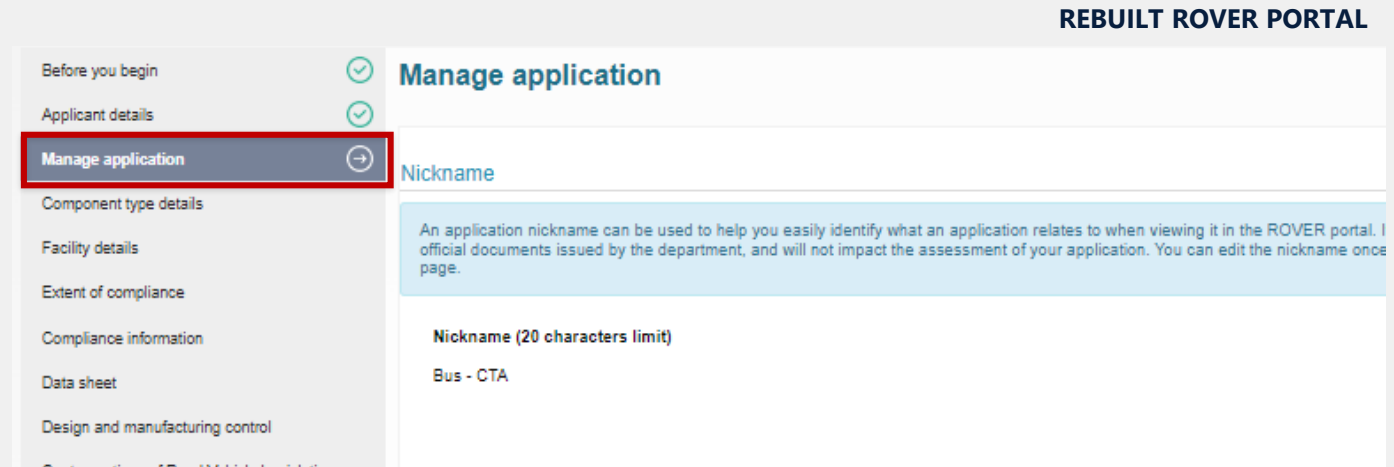 REBUILT ROVER PORTAL
Before you begin
Applicant details
Manage application
Component type details
Facility details
Extent of compliance
Compliance information
Data sheet
Design and manufacturing control
Manage application
Nickname
An application nickname can be used to help you easily identify what an application relates to when viewing it in the ROVER portal. I
official documents issued by the department, and will not impact the assessment of your application. You can edit the nickname once
page.
Nickname (20 characters limit)
Bus - CTA